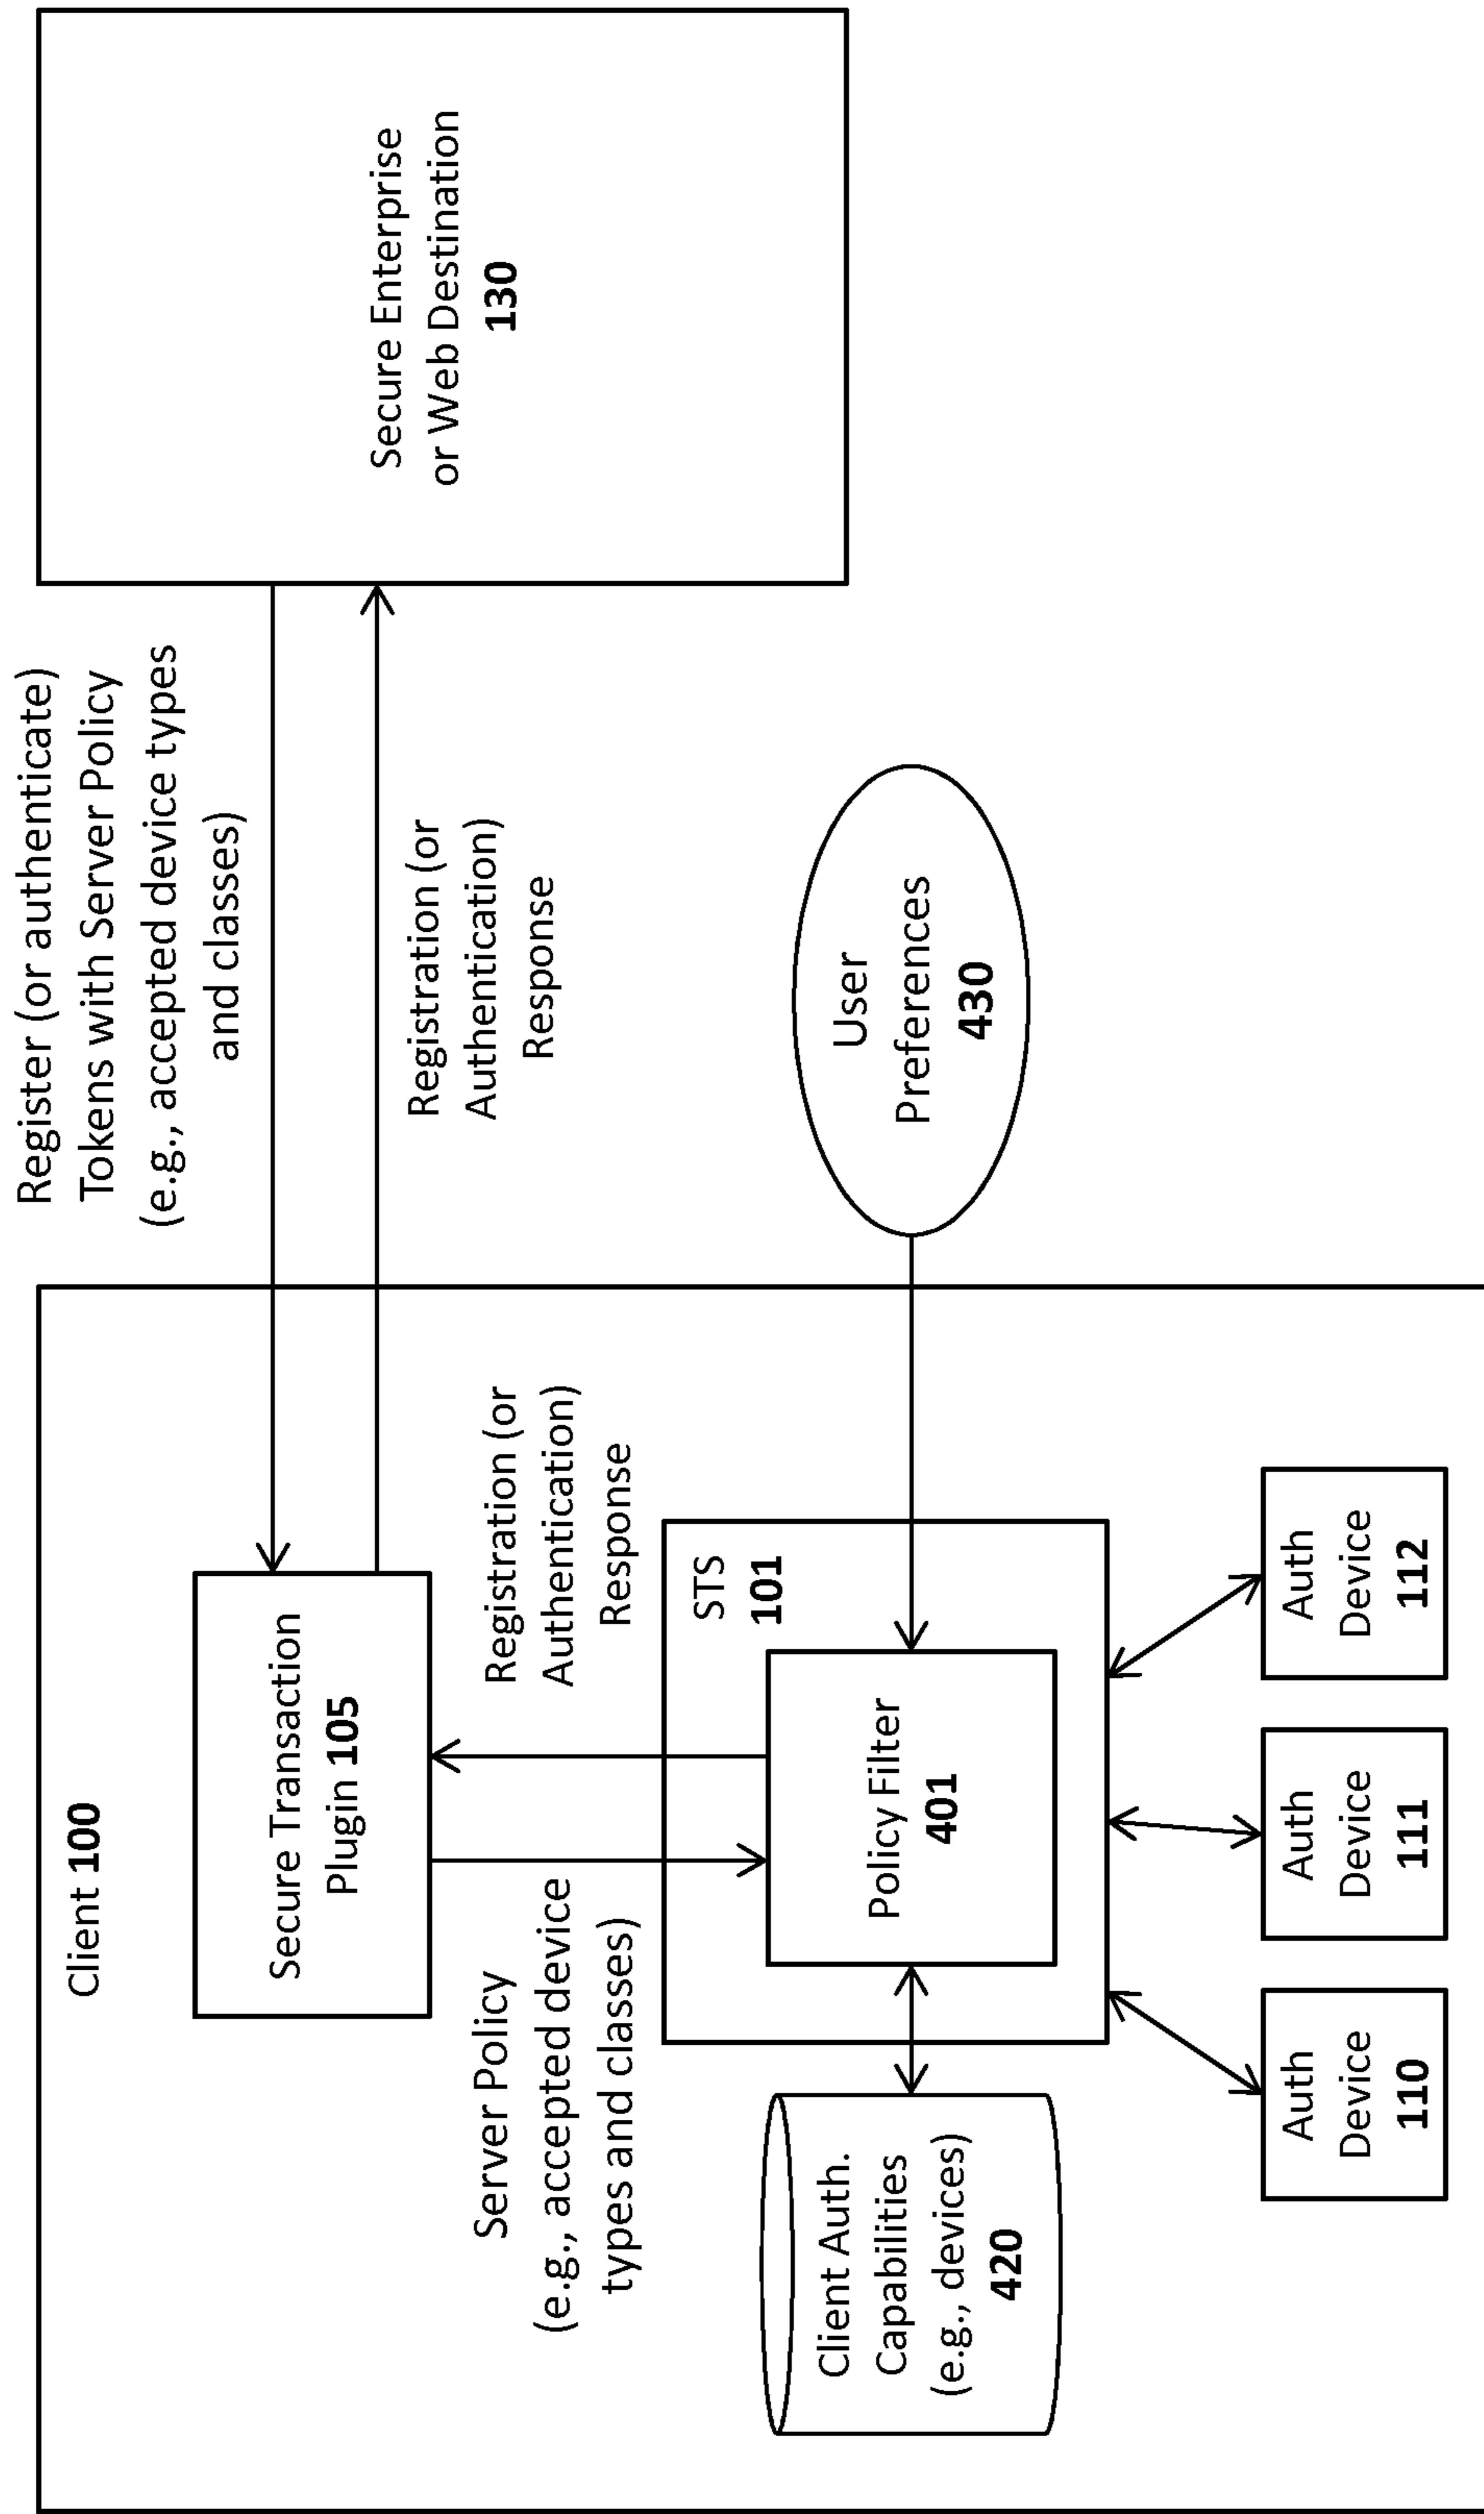 Client 100
Secure Transaction
Plugin 105
Register (or authenticate)
Tokens with Server Policy
(e.g., accepted device types
and classes)
Registration (or
Authentication)
Response
Secure Enterprise
or Web Destination
130
Server Policy
(e.g., accepted device
types and classes)
Registration (or
Authentication)
Response
STS
101
Policy Filter
401
Client Auth.
Capabilities
(e.g., devices)
420
User
Preferences
430
Auth
Device
110
Auth
Device
111
Auth
Device
112